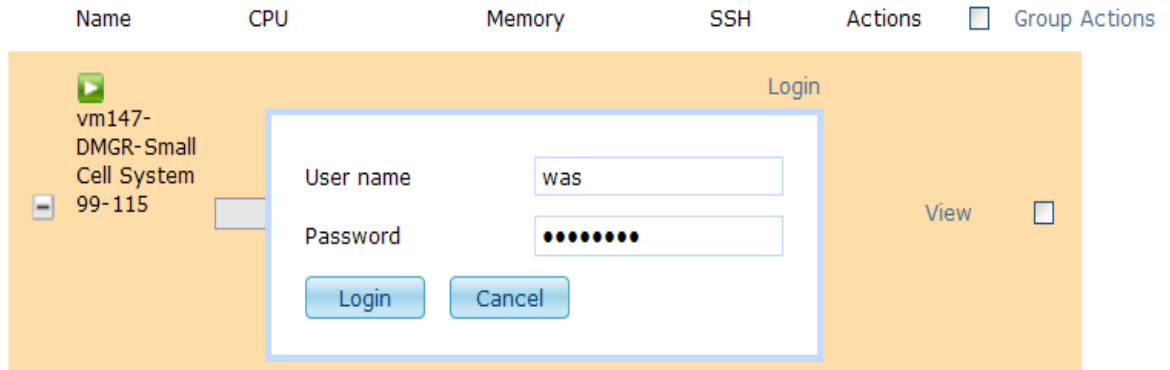 Name CPU Memory SSH Actions Group Actions
Login
vm147-
DMGR-Small
Cell System
99-115
User name was
View
Password ●●●●●●●●
Login Cancel